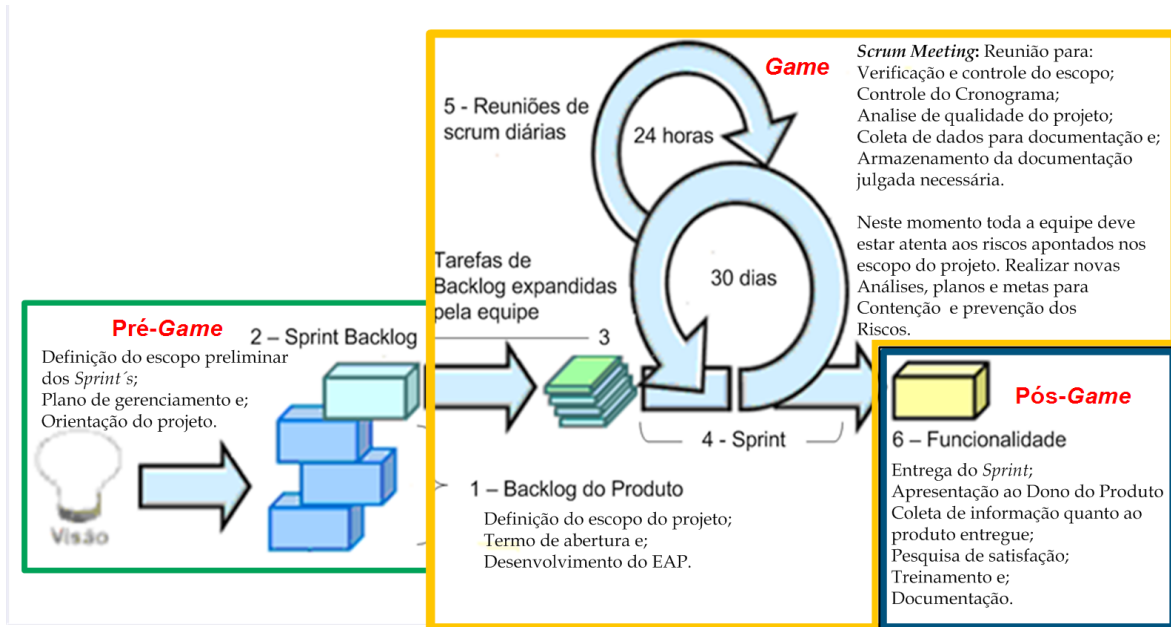 Pré-Game
Definição do escopo preliminar
dos Sprint´s;
Plano de gerenciamento e;
Orientação do projeto.
Visão
2 – Sprint Backlog
Game
5 - Reuniões de
scrum diárias
24 horas
30 dias
Tarefas de
Backlog expandidas
pela equipe
3
4 - Sprint
1 – Backlog do Produto
Definição do escopo do projeto;
Termo de abertura e;
Desenvolvimento do EAP.
Scrum Meeting: Reunião para:
Verificação e controle do escopo;
Controle do Cronograma;
Analise de qualidade do projeto;
Coleta de dados para documentação e;
Armazenamento da documentação
julgada necessária.
Neste momento toda a equipe deve
estar atenta aos riscos apontados nos
escopo do projeto. Realizar novas
Análises, planos e metas para
Contenção e prevenção dos
Riscos.
Pós-Game
6 – Funcionalidade
Entrega do Sprint;
Apresentação ao Dono do Produto
Coleta de informação quanto ao
produto entregue;
Pesquisa de satisfação;
Treinamento e;
Documentação.